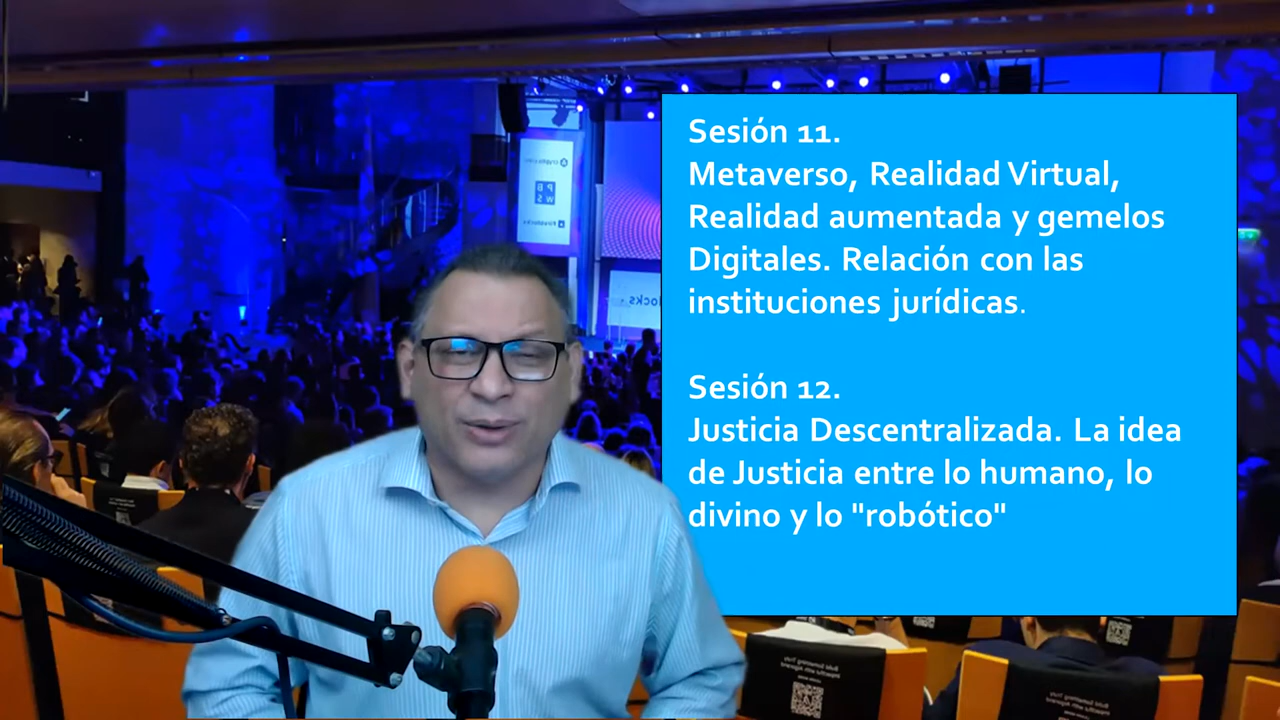 Sesión 11.
Metaverso, Realidad Virtual,
Realidad aumentada y gemelos
Digitales. Relación con las
instituciones jurídicas.
Sesión 12.
Justicia Descentralizada. La idea
de Justicia entre lo humano, lo
divino y lo "robótico"
P B
W S